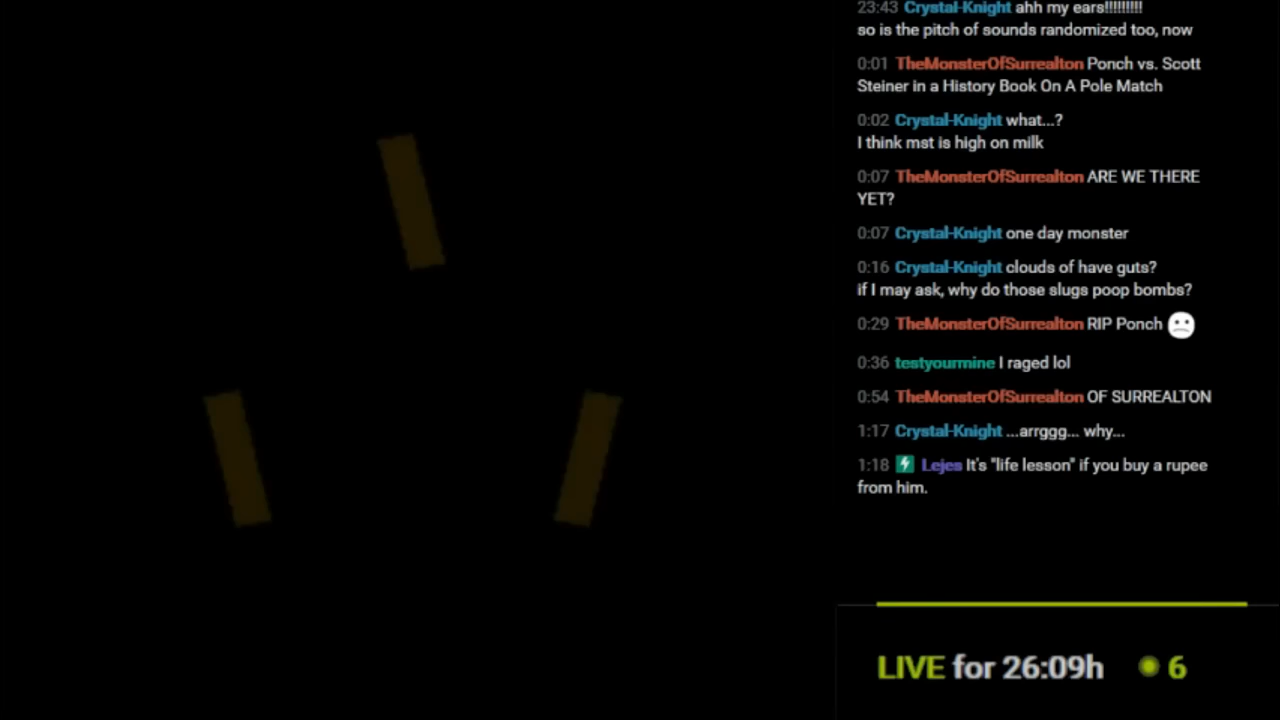 23:43 Crystal-Knight ahh my ears!!!!!!!!!
so is the pitch of sounds randomized too, now
0:01 TheMonsterOfSurrealton Ponch vs. Scott
Steiner in a History Book On A Pole Match
0:02 Crystal-Knight what...?
I think mst is high on milk
0:07 TheMonsterOfSurrealton ARE WE THERE
YET?
0:07 Crystal-Knight one day monster
0:16 Crystal-Knight clouds of have guts?
if I may ask, why do those slugs poop bombs?
0:29 TheMonsterOfSurrealton RIP Ponch
0:36 testyourmine I raged lol
0:54 TheMonsterOfSurrealton OF SURREALTON
1:17 Crystal-Knight ...arrggg... why...
1:18 Lejes It's "life lesson" if you buy a rupee
from him.
LIVE for 26:09h 6